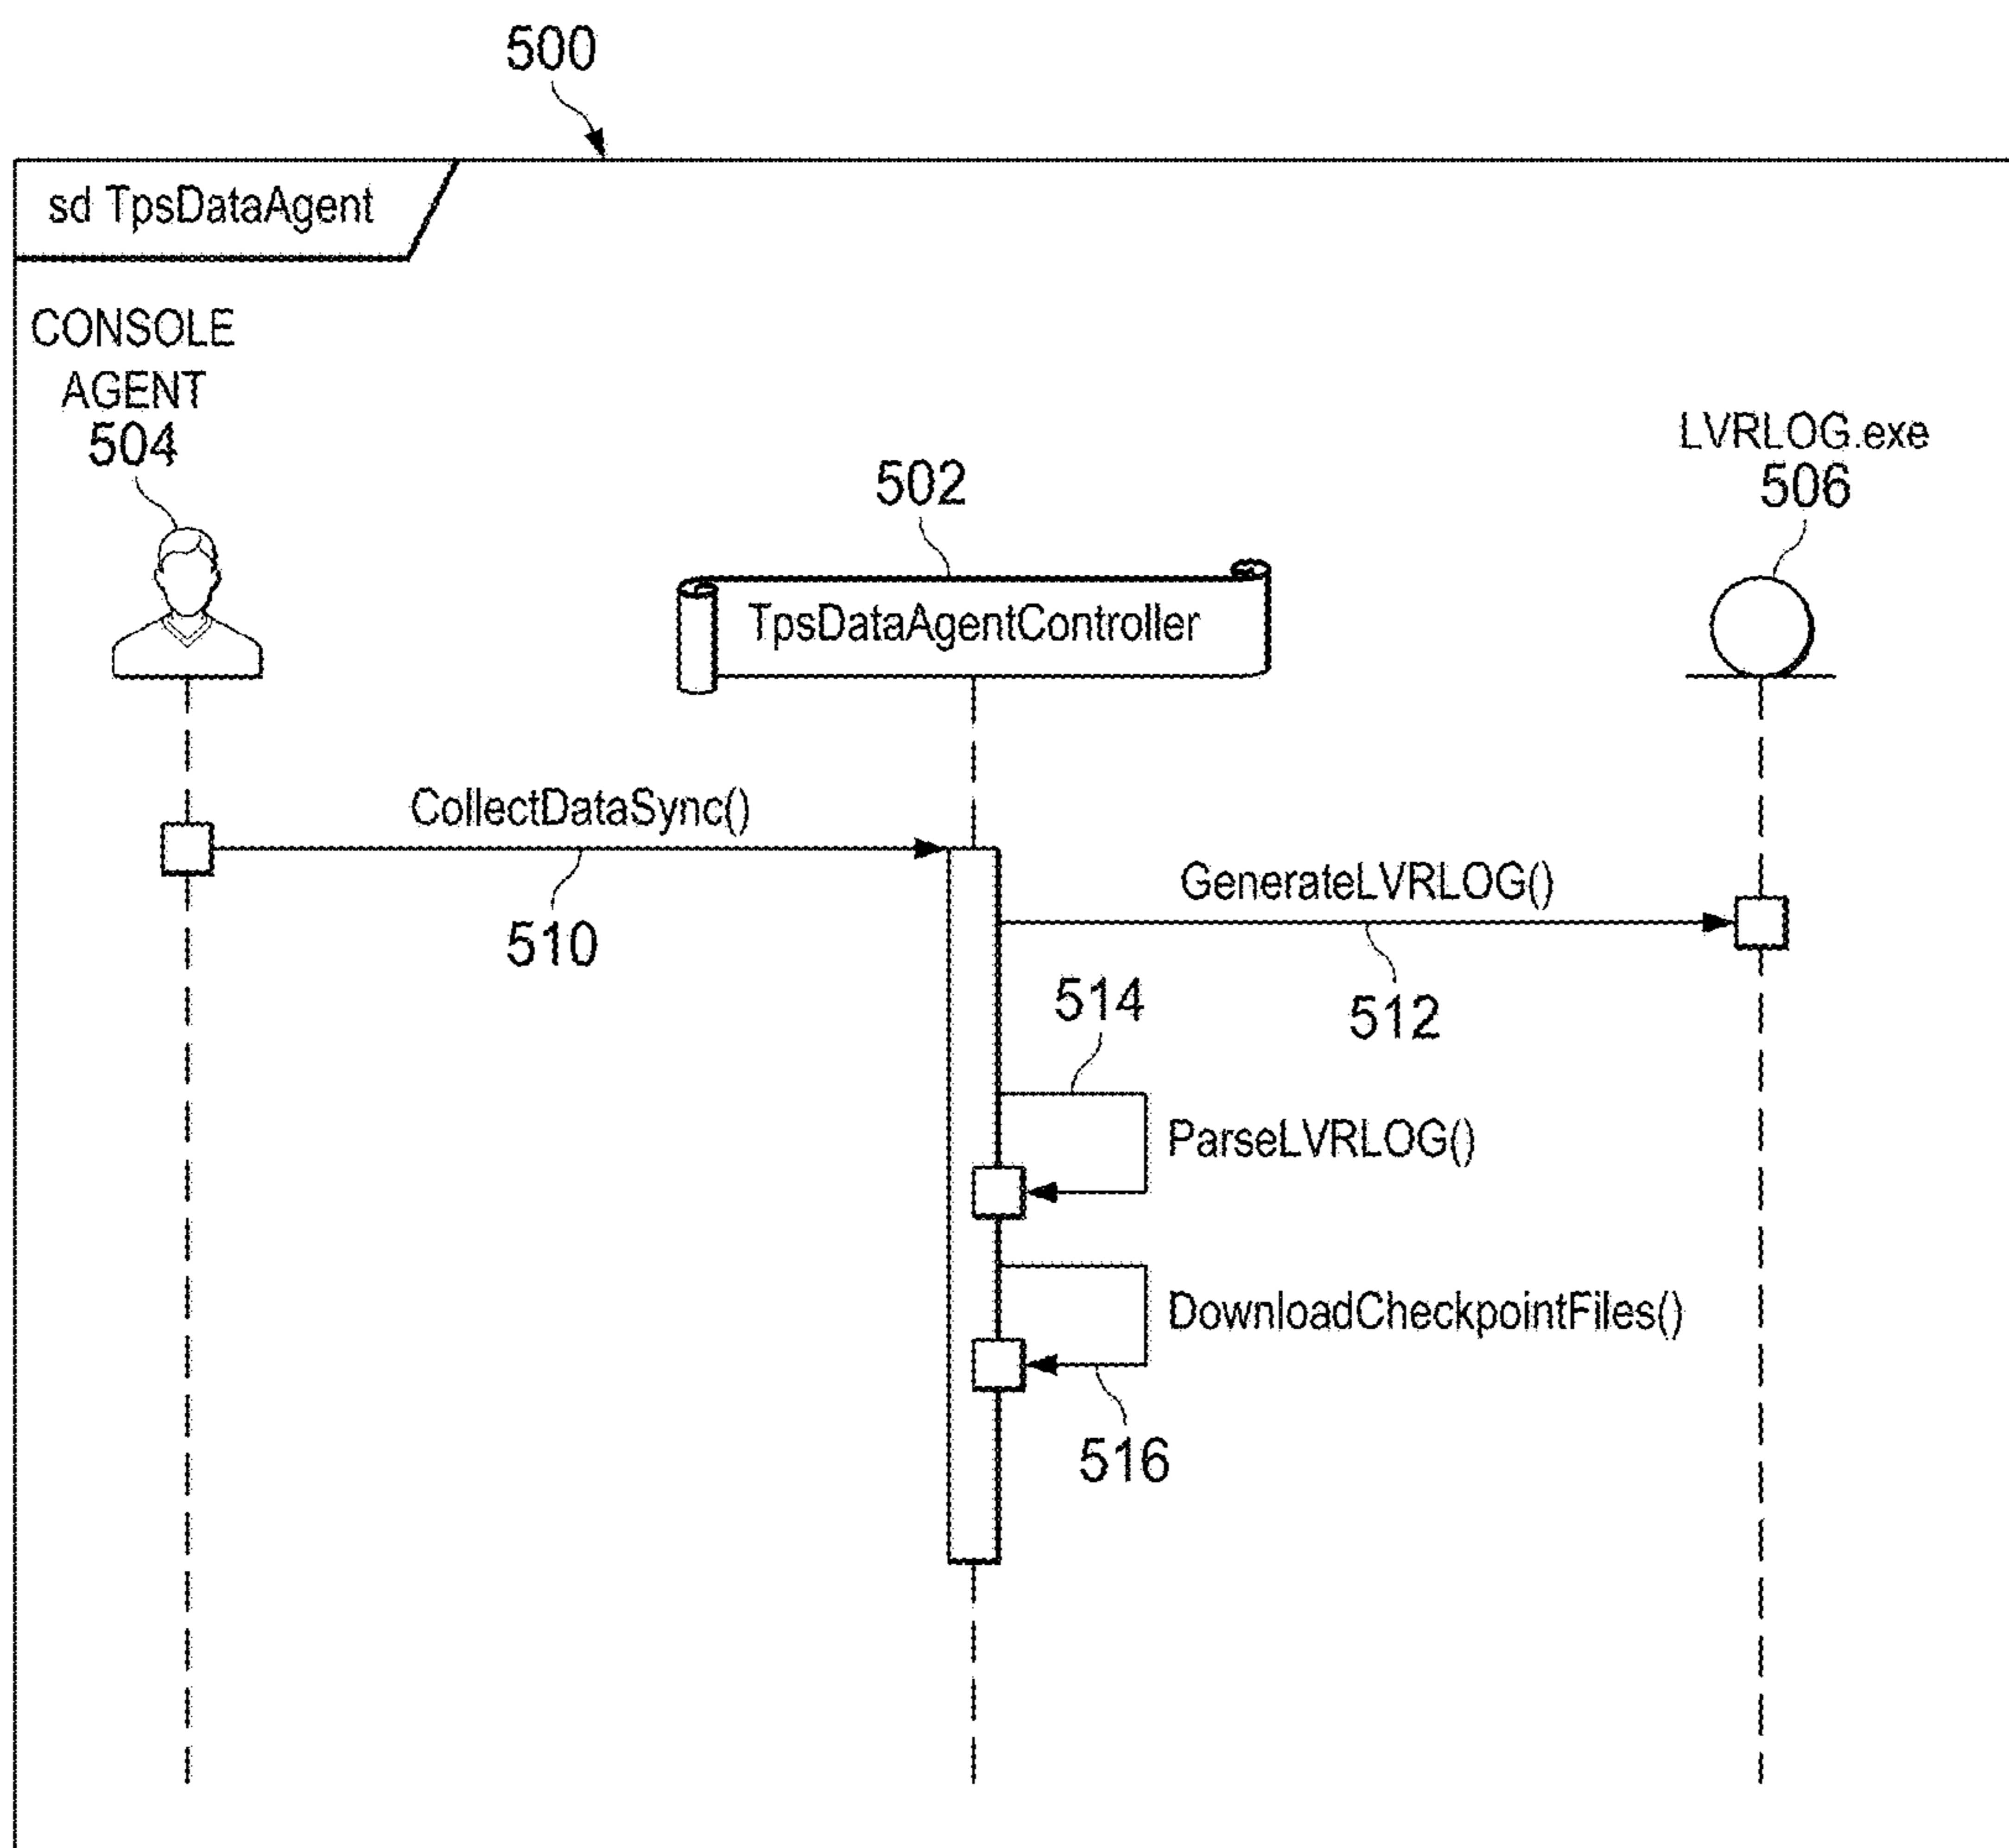 500
sd TpsDataAgent
CONSOLE
AGENT
504
502
LVRLOG.exe
506
TpsDataAgentController
CollectDataSync()
510
GenerateLVRLOG()
512
514
ParseLVRLOG()
DownloadCheckpointFiles()
516